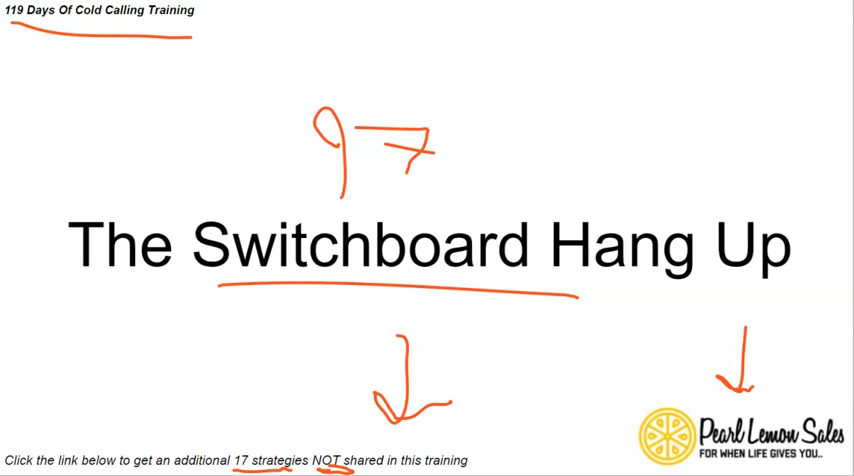 119 Days Of Cold Calling Training
97
The Switchboard Hang Up
Pearl Lemon Sales
FOR WHEN LIFE GIVES YOU..
Click the link below to get an additional 17 strategies NOT shared in this training